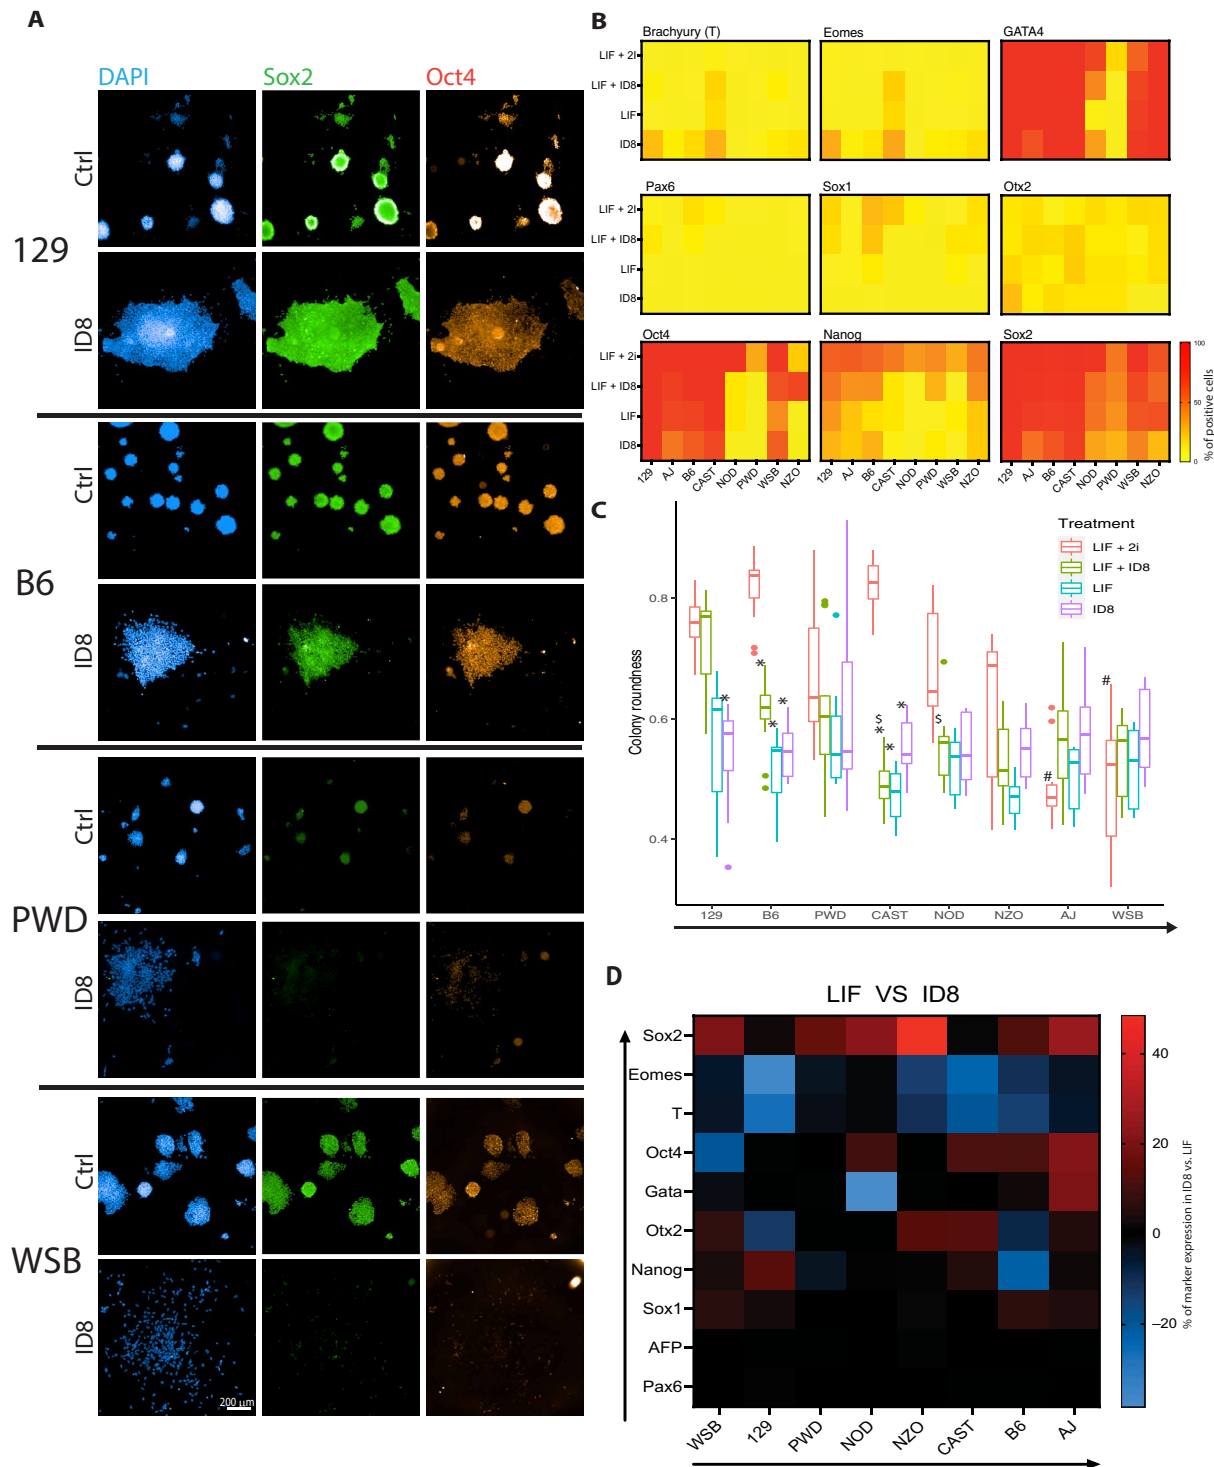 A
DAPI
Sox2
Oct4
129
Ctrl
ID8
B6
Ctrl
ID8
PWD
Ctrl
ID8
WSB
Ctrl
ID8
200 µm
B
Brachyury (T)
Eomes
GATA4
LIF + 2i
LIF + ID8
LIF
ID8
Pax6
Sox1
Otx2
LIF + 2i
LIF + ID8
LIF
ID8
Oct4
Nanog
Sox2
LIF + 2i
LIF + ID8
LIF
ID8
129 AJ B6 CAST NOD PWD WSB NZO
129 AJ B6 CAST NOD PWD WSB NZO
129 AJ B6 CAST NOD PWD WSB NZO
100
50
0
% of positive cells
C
Treatment
LIF + 2i
LIF + ID8
LIF
ID8
Colony roundness
0.8
0.6
0.4
*
*
*
*
$
*
*
*
$
#
#
129 B6 PWD CAST NOD NZO AJ WSB
D
LIF VS ID8
Sox2
Eomes
T
Oct4
Gata
Otx2
Nanog
Sox1
AFP
Pax6
WSB 129 PWD NOD NZO CAST B6 AJ
40
20
0
−20
% of marker expression in ID8 vs. LIF